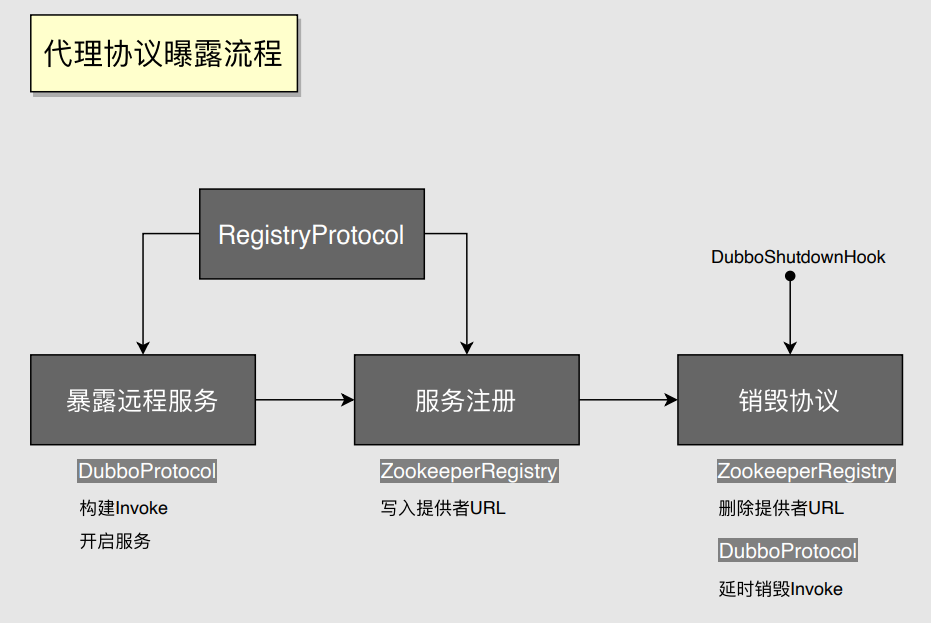 代理协议曝露流程
RegistryProtocol
DubboShutdownHook
暴露远程服务
服务注册
销毁协议
DubboProtocol
构建Invoke
开启服务
ZookeeperRegistry
写入提供者URL
ZookeeperRegistry
删除提供者URL
DubboProtocol
延时销毁Invoke